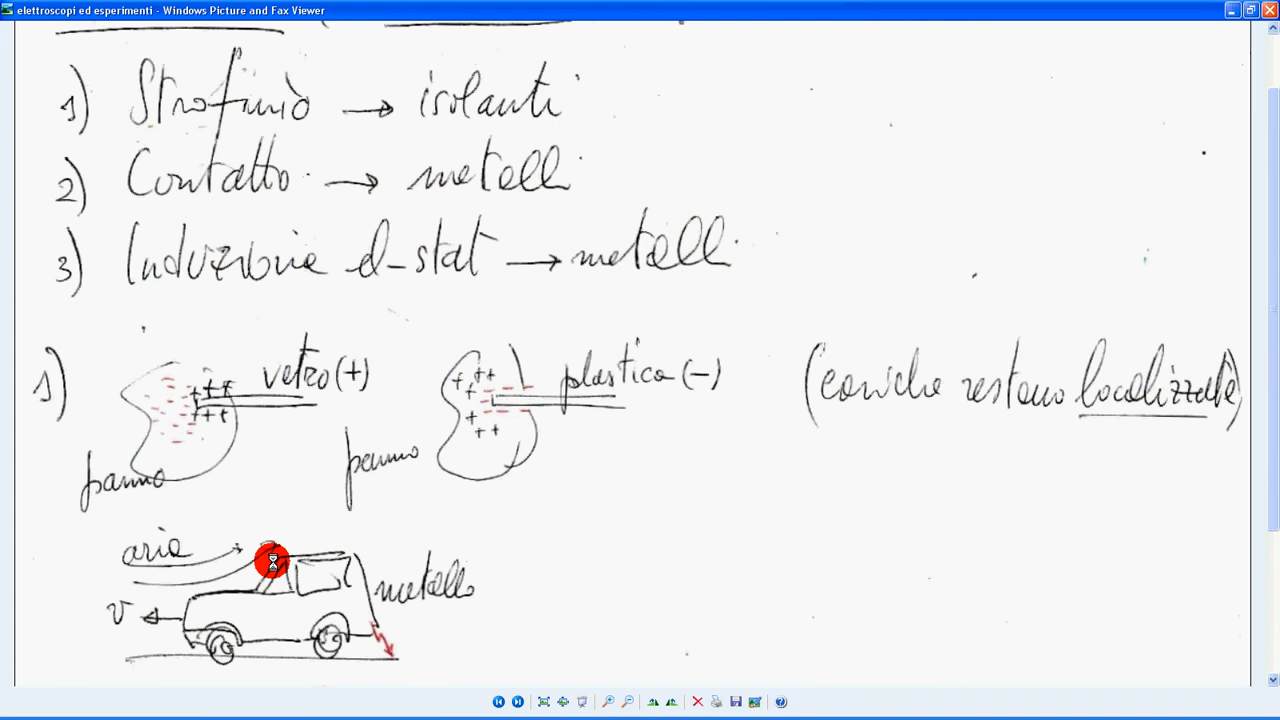 elettroscopi ed esperimenti - Windows Picture and Fax Viewer
1) Strofinio → isolanti
2) Contatto → metalli
3) Induzione el-stat → metalli
1) vetro (+) plastica (-) (cariche restano localizzate)
panno panno
aria
metallo
v